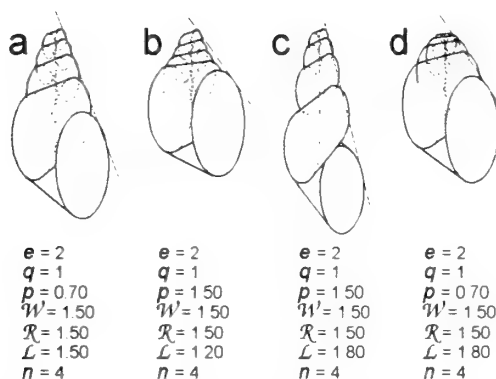 a b c d
e = 2 e = 2 e = 2 e = 2
q = 1 q = 1 q = 1 q = 1
p = 0.70 p = 1 50 p = 1 50 p = 0 70
W = 1.50 W = 1 50 W = 1 50 W = 1 50
R = 1.50 R = 1 50 R = 1 50 R = 1 50
L = 1.50 L = 1 20 L = 1 80 L = 1 80
n = 4 n = 4 n = 4 n = 4